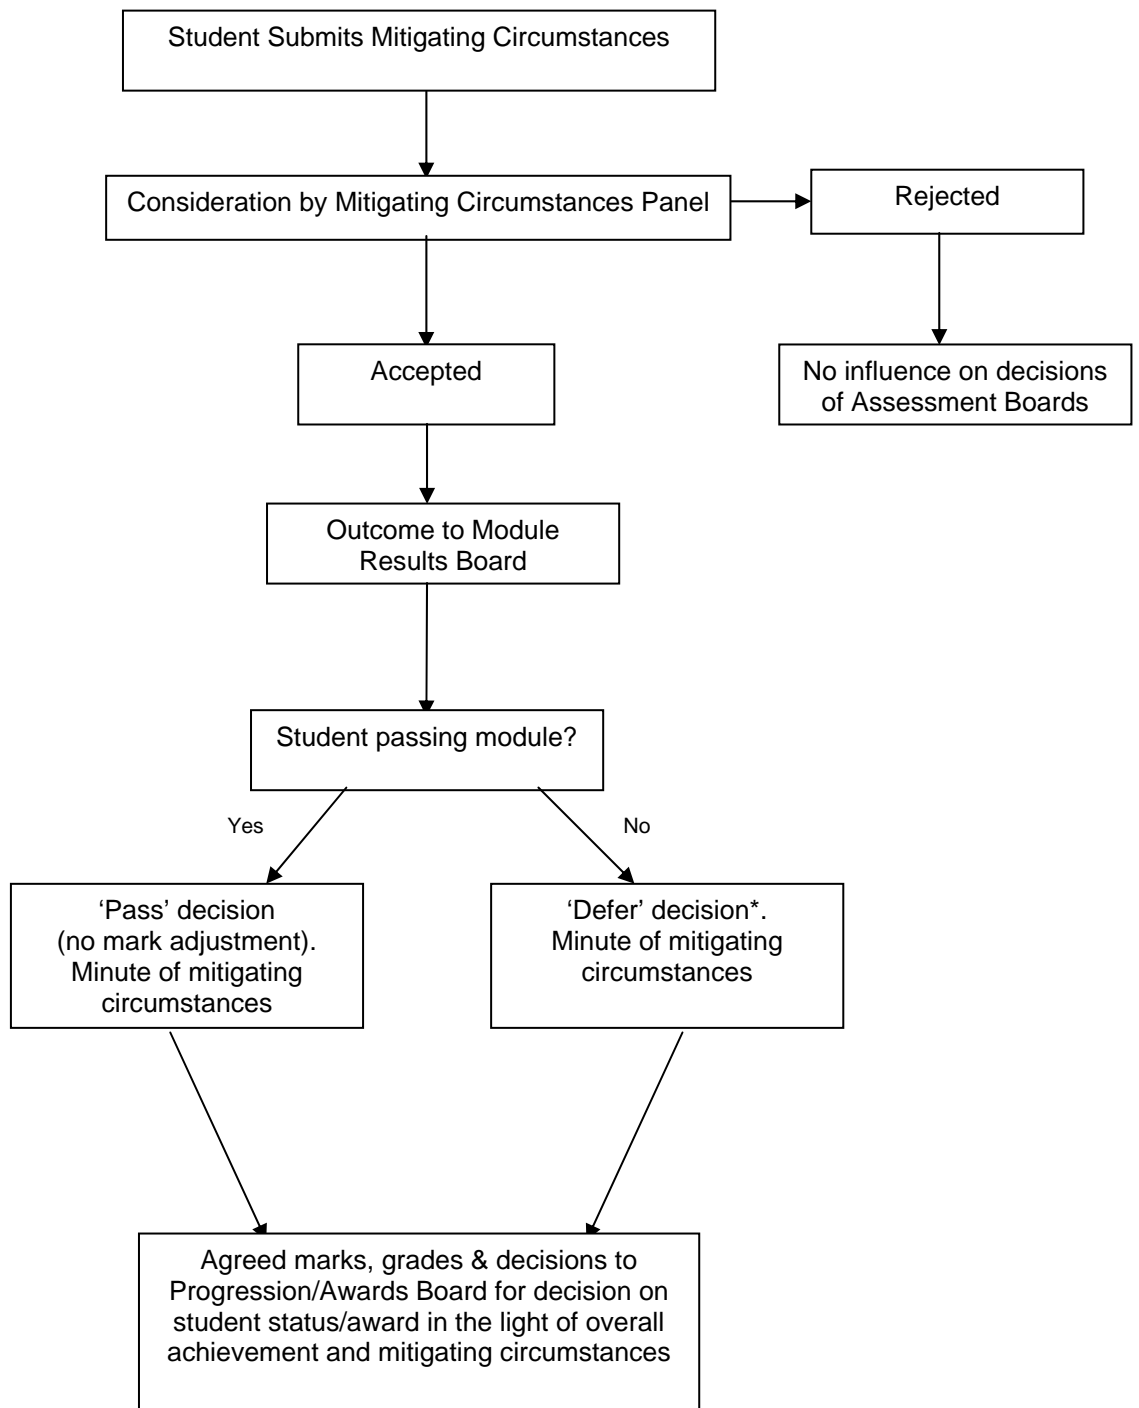 Student Submits Mitigating Circumstances
Consideration by Mitigating Circumstances Panel
Rejected
Accepted
No influence on decisions
of Assessment Boards
Outcome to Module
Results Board
Student passing module?
Yes
No
‘Pass’ decision
(no mark adjustment).
Minute of mitigating
circumstances
‘Defer’ decision*.
Minute of mitigating
circumstances
Agreed marks, grades & decisions to
Progression/Awards Board for decision on
student status/award in the light of overall
achievement and mitigating circumstances